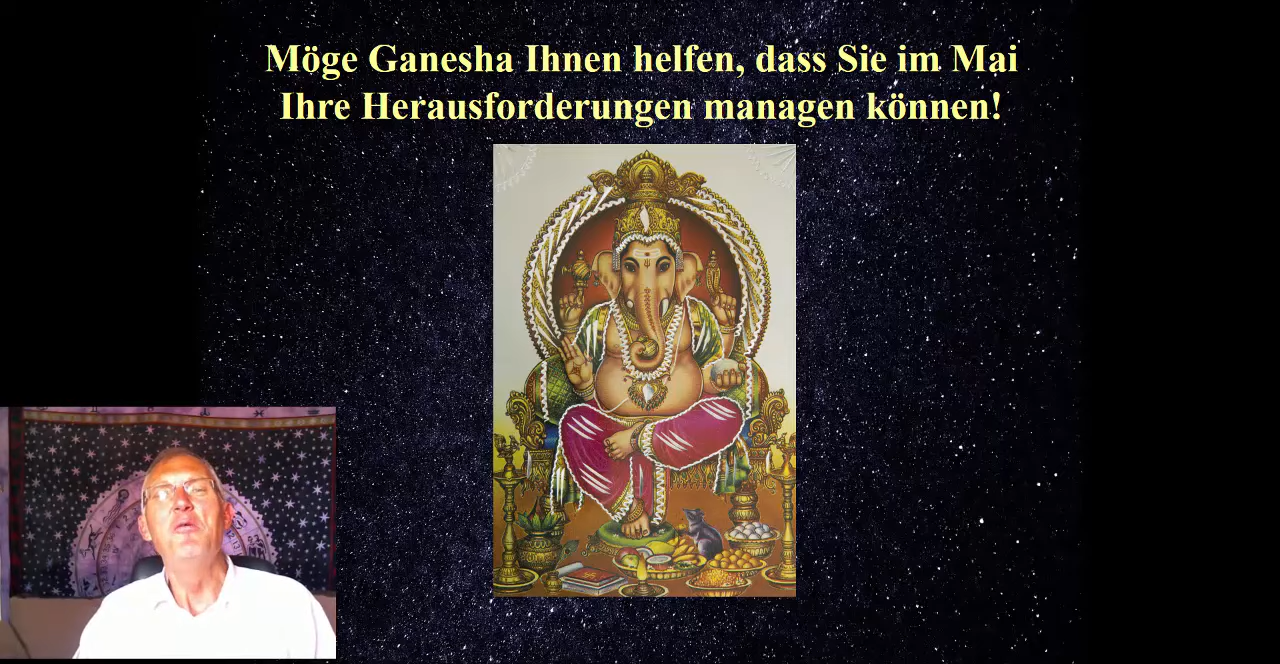 Möge Ganesha Ihnen helfen, dass Sie im Mai
Ihre Herausforderungen managen können!